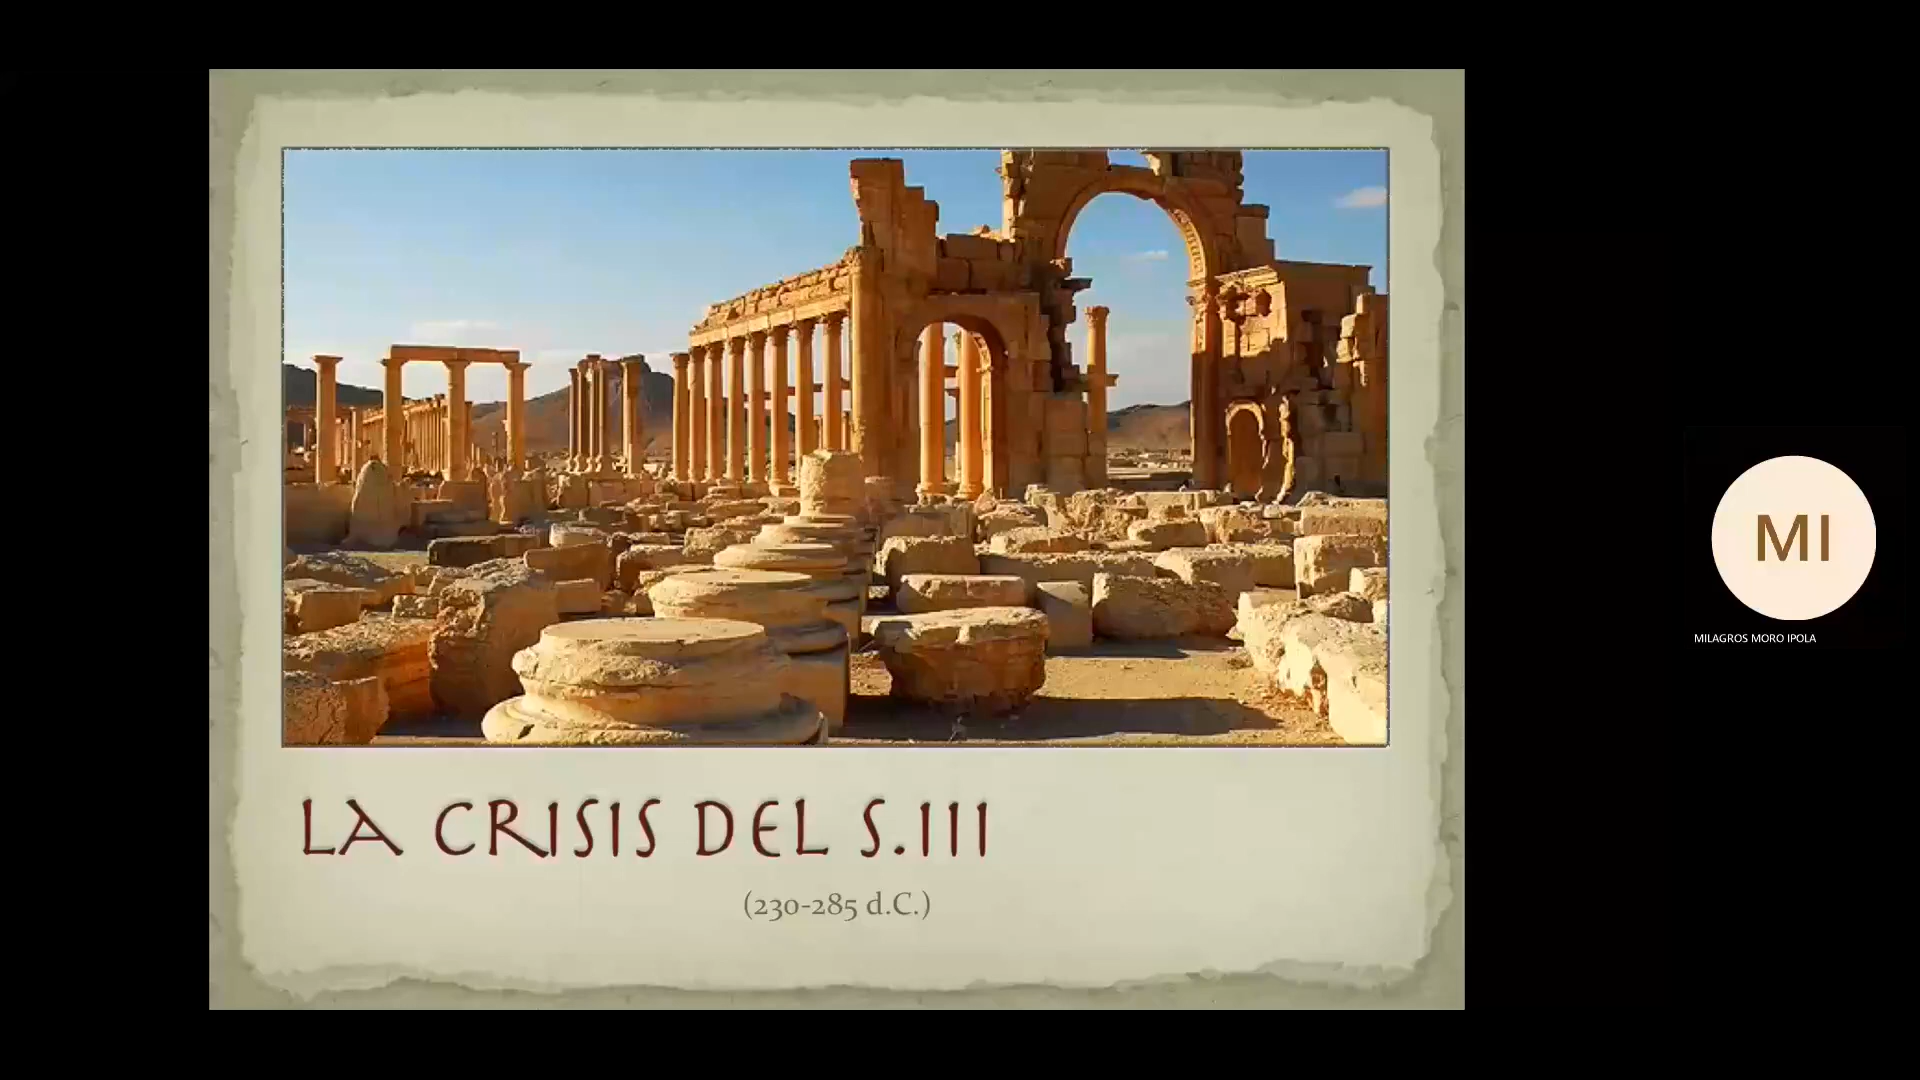 LA CRISIS DEL S.III
(230-285 d.C.)
MI
MILAGROS MORO IPOLA